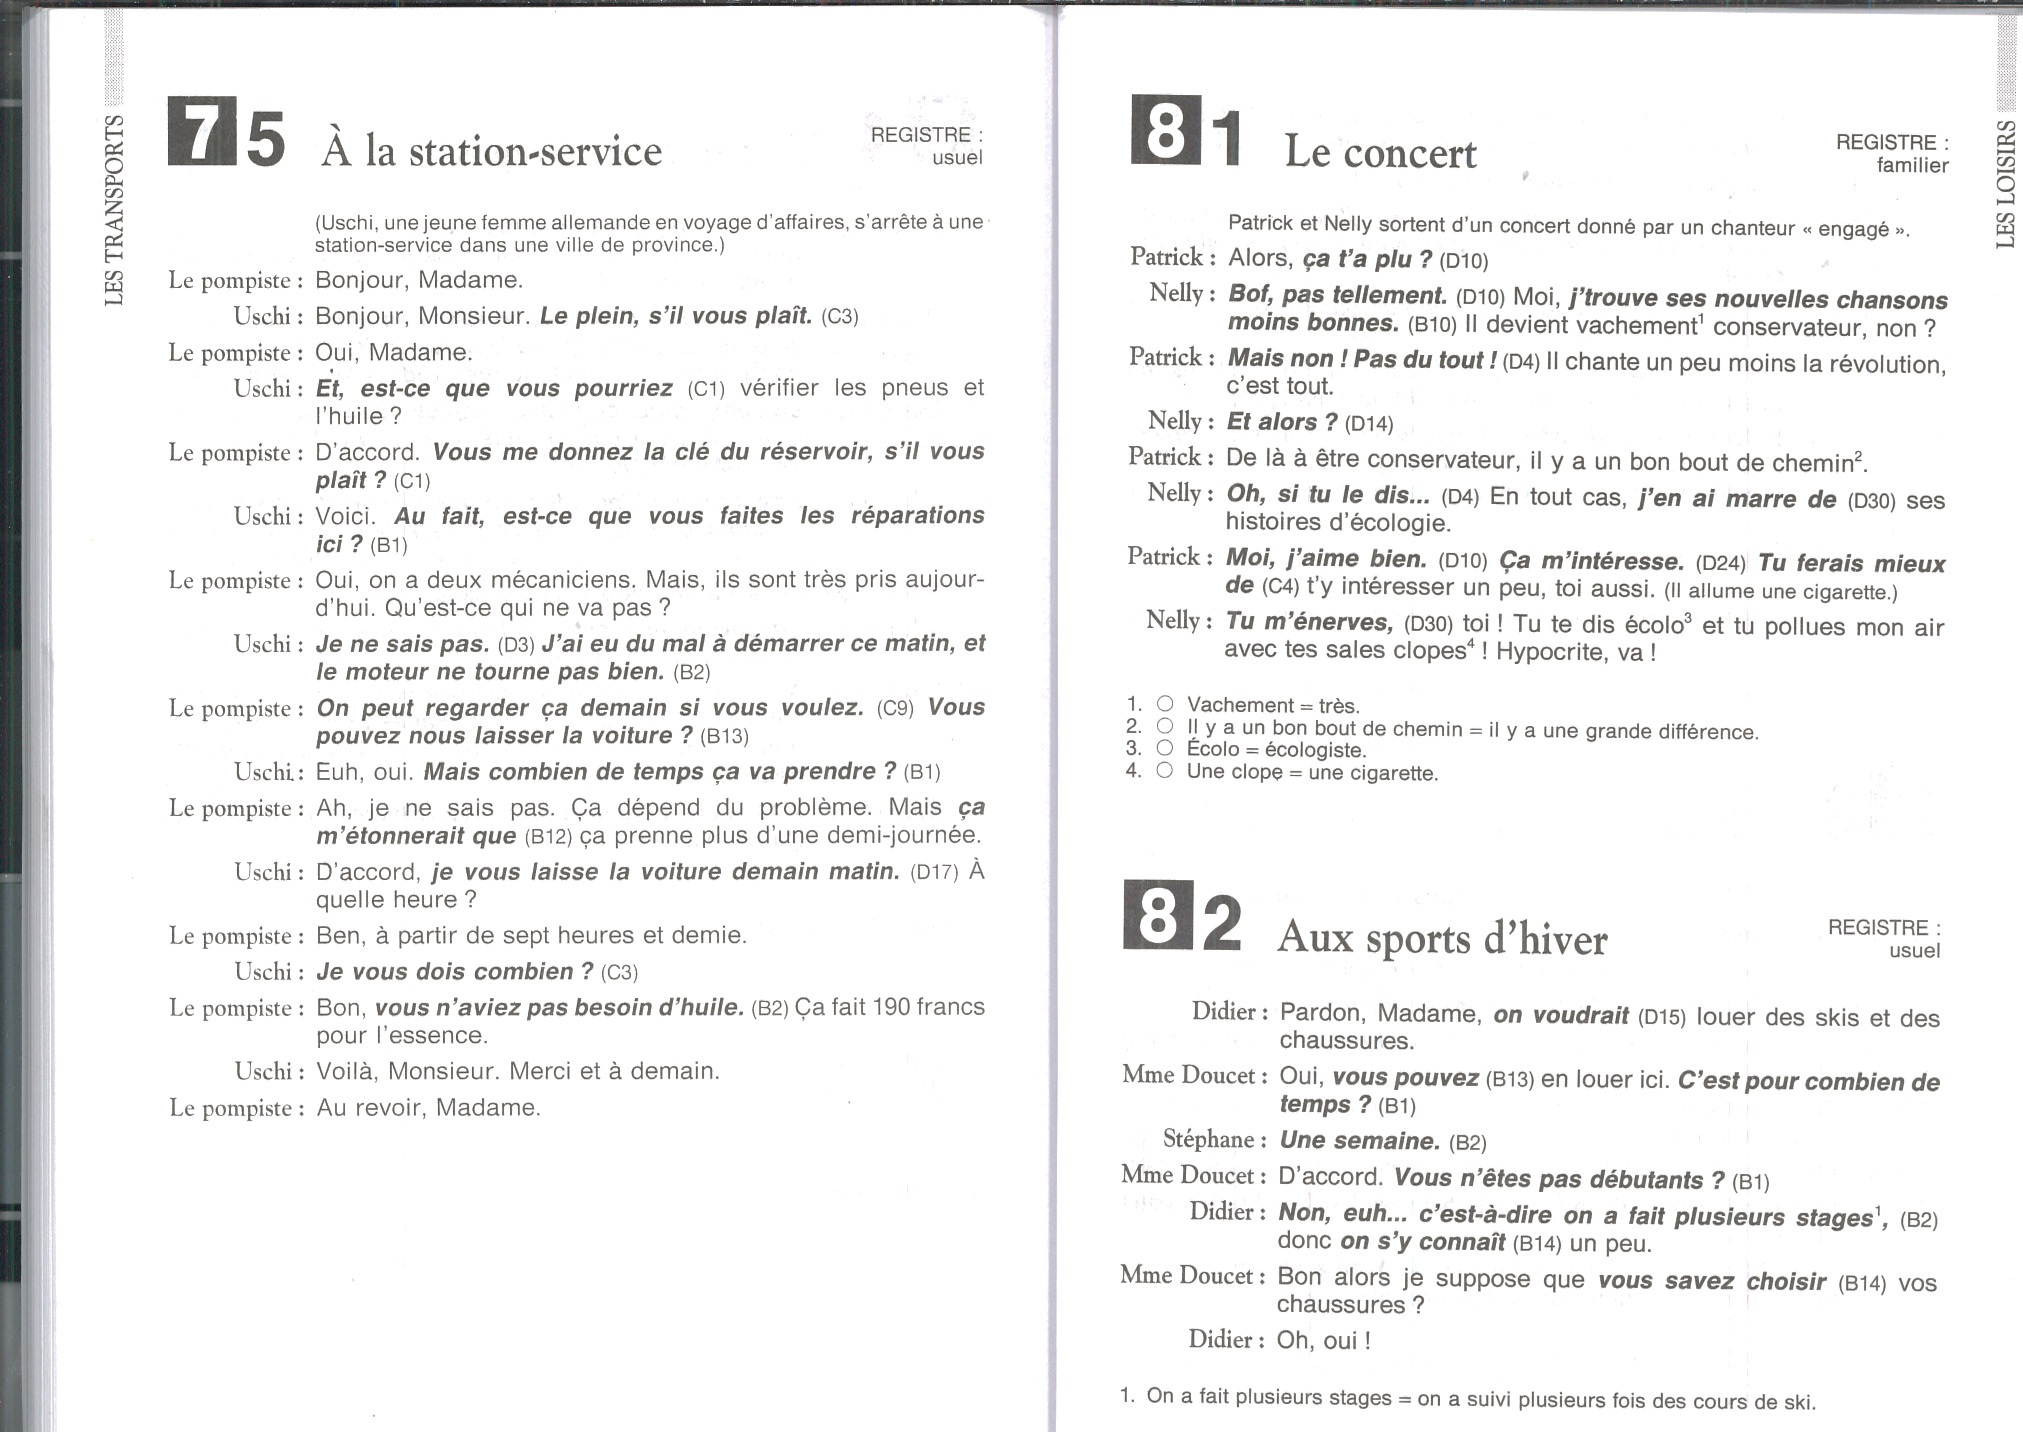 LES TRANSPORTS
75 À la station-service
REGISTRE :
usuel
(Uschi, une jeune femme allemande en voyage d'affaires, s'arrête à une
station-service dans une ville de province.)
Le pompiste : Bonjour, Madame.
Uschi : Bonjour, Monsieur. Le plein, s'il vous plaît. (C3)
Le pompiste : Oui, Madame.
Uschi : Et, est-ce que vous pourriez (C1) vérifier les pneus et
l'huile ?
Le pompiste : D'accord. Vous me donnez la clé du réservoir, s'il vous
plaît ? (C1)
Uschi : Voici. Au fait, est-ce que vous faites les réparations
ici ? (B1)
Le pompiste : Oui, on a deux mécaniciens. Mais, ils sont très pris aujour-
d'hui. Qu'est-ce qui ne va pas ?
Uschi : Je ne sais pas. (D3) J'ai eu du mal à démarrer ce matin, et
le moteur ne tourne pas bien. (B2)
Le pompiste : On peut regarder ça demain si vous voulez. (C9) Vous
pouvez nous laisser la voiture ? (B13)
Uschi : Euh, oui. Mais combien de temps ça va prendre ? (B1)
Le pompiste : Ah, je ne sais pas. Ça dépend du problème. Mais ça
m'étonnerait que (B12) ça prenne plus d'une demi-journée.
Uschi : D'accord, je vous laisse la voiture demain matin. (D17) À
quelle heure ?
Le pompiste : Ben, à partir de sept heures et demie.
Uschi : Je vous dois combien ? (C3)
Le pompiste : Bon, vous n'aviez pas besoin d'huile. (B2) Ça fait 190 francs
pour l'essence.
Uschi : Voilà, Monsieur. Merci et à demain.
Le pompiste : Au revoir, Madame.
LES LOISIRS
81 Le concert
REGISTRE :
familier
Patrick et Nelly sortent d'un concert donné par un chanteur « engagé ».
Patrick : Alors, ça t'a plu ? (D10)
Nelly : Bof, pas tellement. (D10) Moi, j'trouve ses nouvelles chansons
moins bonnes. (B10) Il devient vachement¹ conservateur, non ?
Patrick : Mais non ! Pas du tout ! (D4) Il chante un peu moins la révolution,
c'est tout.
Nelly : Et alors ? (D14)
Patrick : De là à être conservateur, il y a un bon bout de chemin².
Nelly : Oh, si tu le dis... (D4) En tout cas, j'en ai marre de (D30) ses
histoires d'écologie.
Patrick : Moi, j'aime bien. (D10) Ça m'intéresse. (D24) Tu ferais mieux
de (C4) t'y intéresser un peu, toi aussi. (Il allume une cigarette.)
Nelly : Tu m'énerves, (D30) toi ! Tu te dis écolo³ et tu pollues mon air
avec tes sales clopes⁴ ! Hypocrite, va !
1. ○ Vachement = très.
2. ○ Il y a un bon bout de chemin = il y a une grande différence.
3. ○ Écolo = écologiste.
4. ○ Une clope = une cigarette.
82 Aux sports d'hiver
REGISTRE :
usuel
Didier : Pardon, Madame, on voudrait (D15) louer des skis et des
chaussures.
Mme Doucet : Oui, vous pouvez (B13) en louer ici. C'est pour combien de
temps ? (B1)
Stéphane : Une semaine. (B2)
Mme Doucet : D'accord. Vous n'êtes pas débutants ? (B1)
Didier : Non, euh... c'est-à-dire on a fait plusieurs stages¹, (B2)
donc on s'y connaît (B14) un peu.
Mme Doucet : Bon alors je suppose que vous savez choisir (B14) vos
chaussures ?
Didier : Oh, oui !
1. On a fait plusieurs stages = on a suivi plusieurs fois des cours de ski.